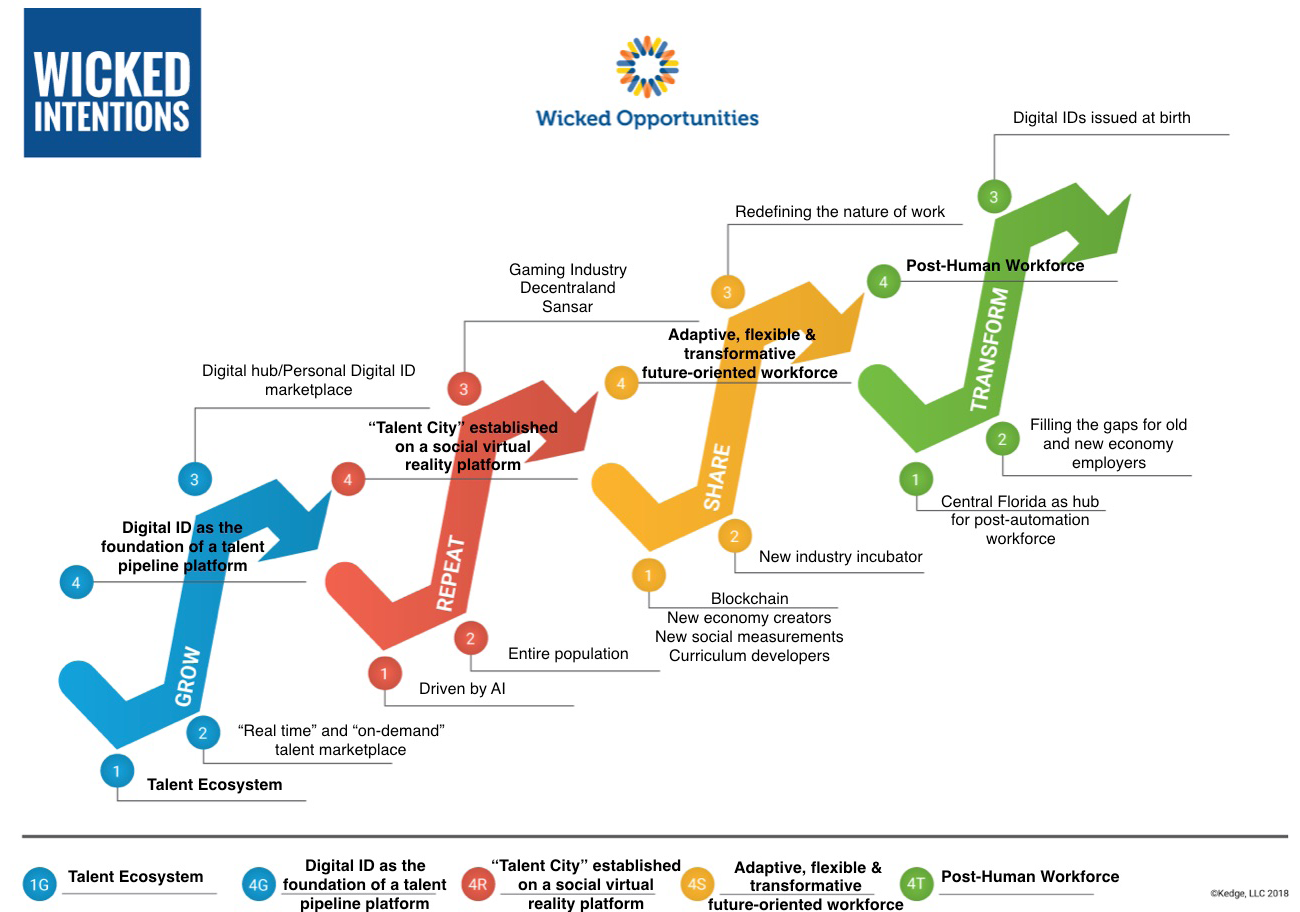 WICKED
INTENTIONS
Wicked Opportunities
Digital IDs issued at birth
3
Redefining the nature of work
3
4
Post-Human Workforce
TRANSFORM
Filling the gaps for old
and new economy
employers
2
1
Central Florida as hub
for post-automation
workforce
Gaming Industry
Decentraland
Sansar
3
4
Adaptive, flexible &
transformative
future-oriented workforce
SHARE
2
New industry incubator
1
Blockchain
New economy creators
New social measurements
Curriculum developers
Digital hub/Personal Digital ID
marketplace
3
4
“Talent City” established
on a social virtual
reality platform
REPEAT
2
Entire population
1
Driven by AI
Digital ID as the
foundation of a talent
pipeline platform
4
GROW
2
“Real time” and “on-demand”
talent marketplace
1
Talent Ecosystem
3
1G
Talent Ecosystem
4G
Digital ID as the
foundation of a talent
pipeline platform
4R
“Talent City” established
on a social virtual
reality platform
4S
Adaptive, flexible &
transformative
future-oriented workforce
4T
Post-Human Workforce
©Kedge, LLC 2018